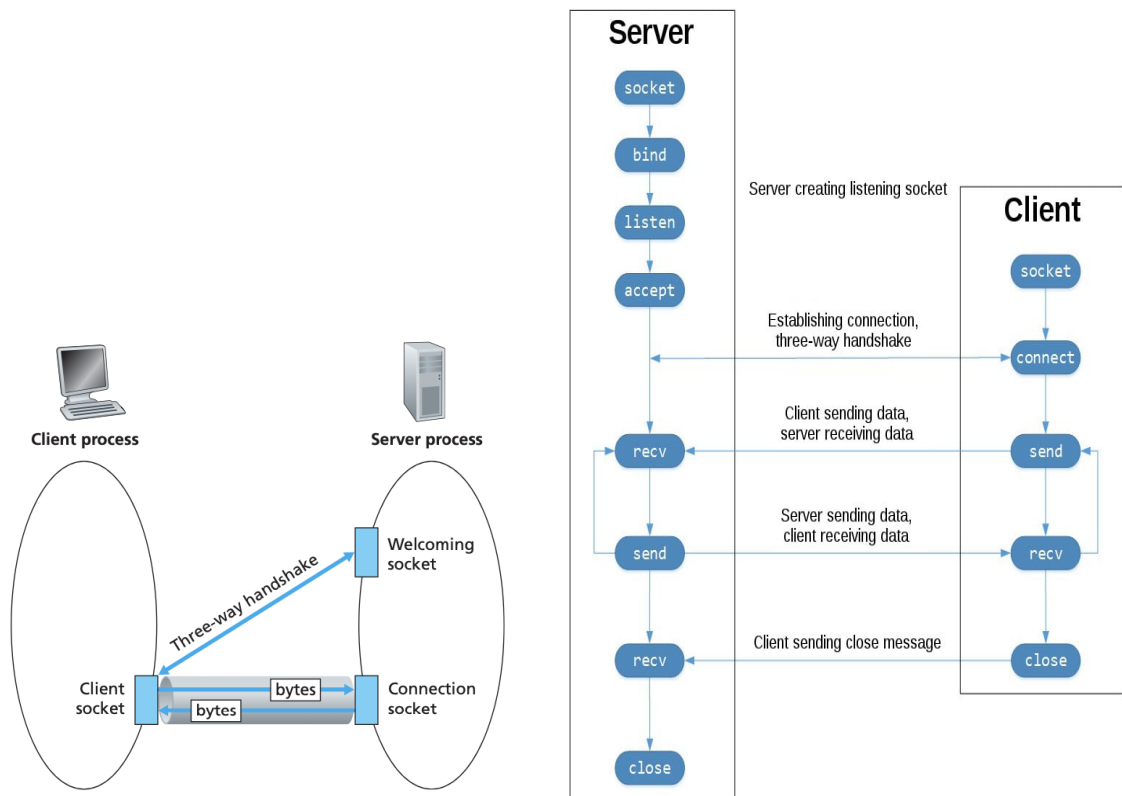 Client process
Server process
Welcoming
socket
Three-way handshake
Client
socket
bytes
bytes
Connection
socket
Server
socket
bind
listen
accept
recv
send
recv
close
Server creating listening socket
Establishing connection,
three-way handshake
Client sending data,
server receiving data
Server sending data,
client receiving data
Client sending close message
Client
socket
connect
send
recv
close